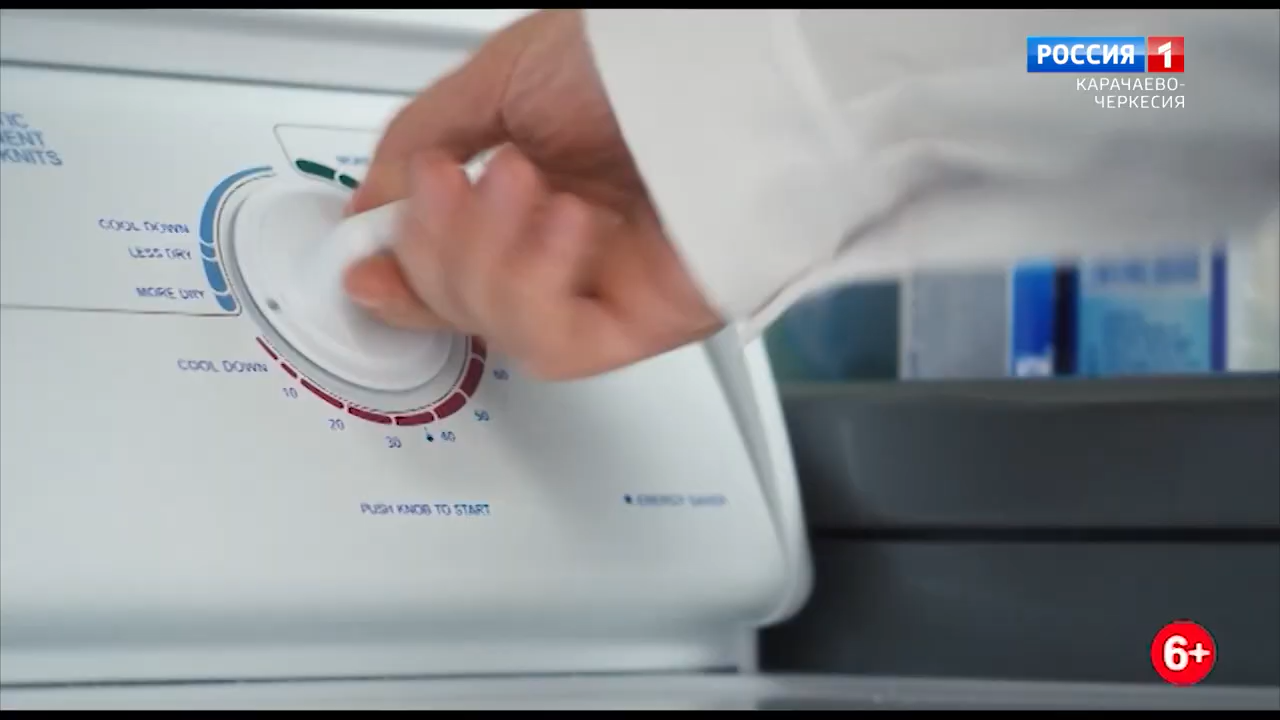 РОССИЯ 1
КАРАЧАЕВО-
ЧЕРКЕСИЯ
KNITS
COOL DOWN
LESS DRY
MORE DRY
COOL DOWN
10
20
30
40
50
60
PUSH KNOB TO START
ENERGY SAVER
6+